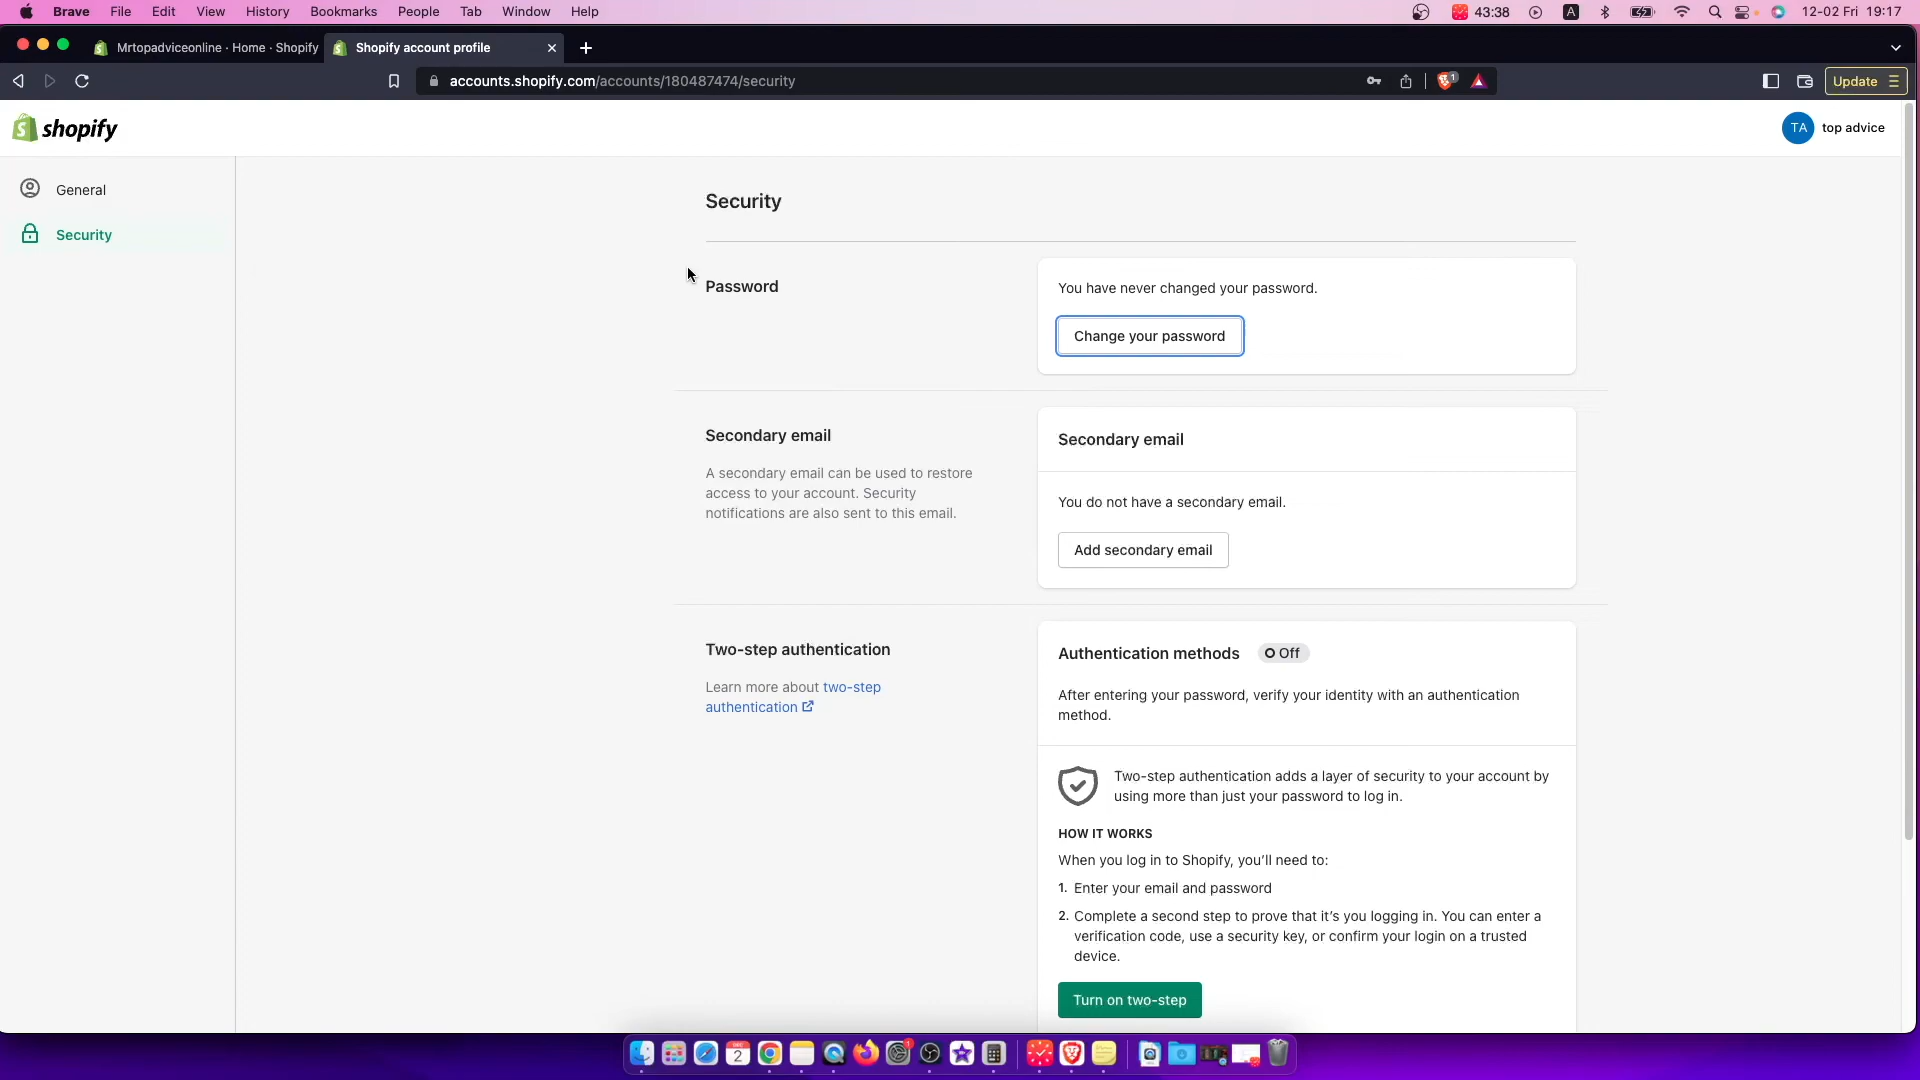 Brave File Edit View History Bookmarks People Tab Window Help 43:38 A 12-02 Fri 19:17
Mrtopadviceonline · Home · Shopify Shopify account profile
accounts.shopify.com/accounts/180487474/security 1 Update
shopify TA top advice
General
Security
Security
Password
You have never changed your password.
Change your password
Secondary email
A secondary email can be used to restore
access to your account. Security
notifications are also sent to this email.
Secondary email
You do not have a secondary email.
Add secondary email
Two-step authentication
Learn more about two-step
authentication
Authentication methods Off
After entering your password, verify your identity with an authentication
method.
Two-step authentication adds a layer of security to your account by
using more than just your password to log in.
HOW IT WORKS
When you log in to Shopify, you’ll need to:
1. Enter your email and password
2. Complete a second step to prove that it’s you logging in. You can enter a
verification code, use a security key, or confirm your login on a trusted
device.
Turn on two-step
2